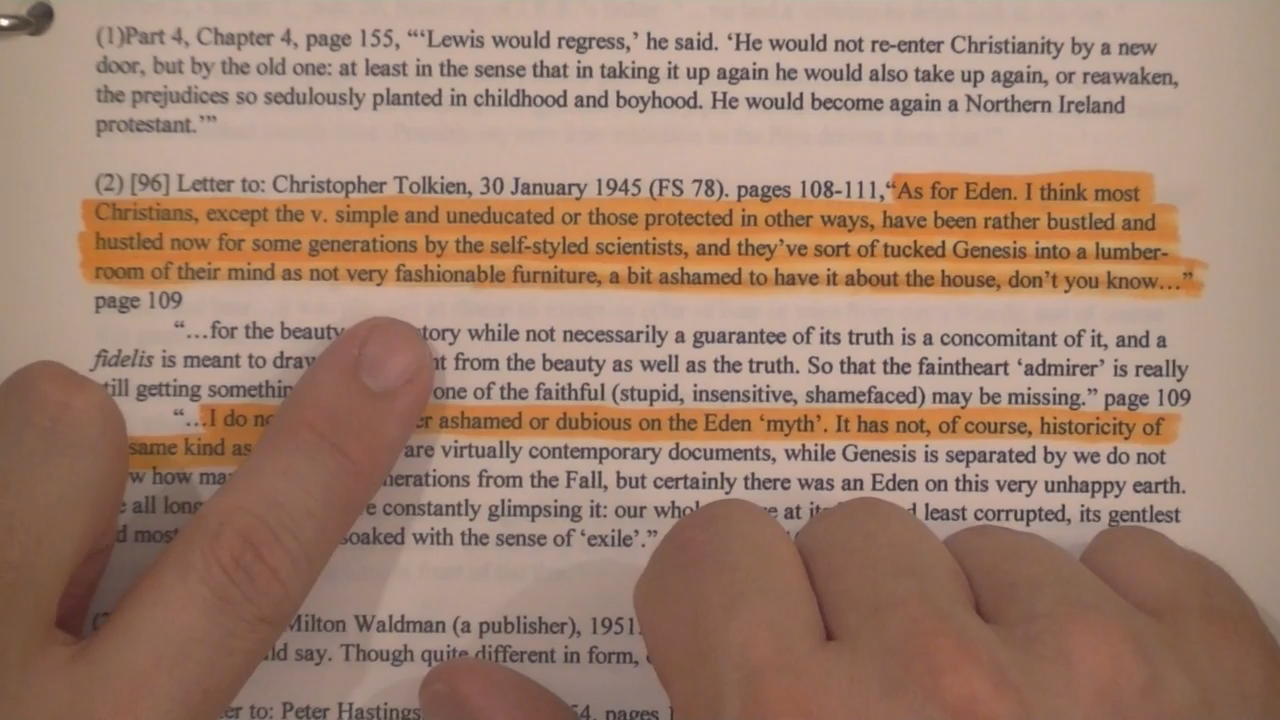 (1)Part 4, Chapter 4, page 155, “‘Lewis would regress,’ he said. ‘He would not re-enter Christianity by a new
door, but by the old one: at least in the sense that in taking it up again he would also take up again, or reawaken,
the prejudices so sedulously planted in childhood and boyhood. He would become again a Northern Ireland
protestant.’”
(2) [96] Letter to: Christopher Tolkien, 30 January 1945 (FS 78). pages 108-111,“As for Eden. I think most
Christians, except the v. simple and uneducated or those protected in other ways, have been rather bustled and
hustled now for some generations by the self-styled scientists, and they’ve sort of tucked Genesis into a lumber-
room of their mind as not very fashionable furniture, a bit ashamed to have it about the house, don’t you know…”
page 109
“…for the beauty tory while not necessarily a guarantee of its truth is a concomitant of it, and a
fidelis is meant to draw from the beauty as well as the truth. So that the faintheart ‘admirer’ is really
till getting somethin one of the faithful (stupid, insensitive, shamefaced) may be missing.” page 109
“…I do ashamed or dubious on the Eden ‘myth’. It has not, of course, historicity of
same kind as are virtually contemporary documents, while Genesis is separated by we do not
how nerations from the Fall, but certainly there was an Eden on this very unhappy earth.
all constantly glimpsing it: our at least corrupted, its gentlest
soaked with the sense of ‘exile’.”
Milton Waldman (a publisher), 1951
say. Though quite different in form,
to: Peter Hastings pages